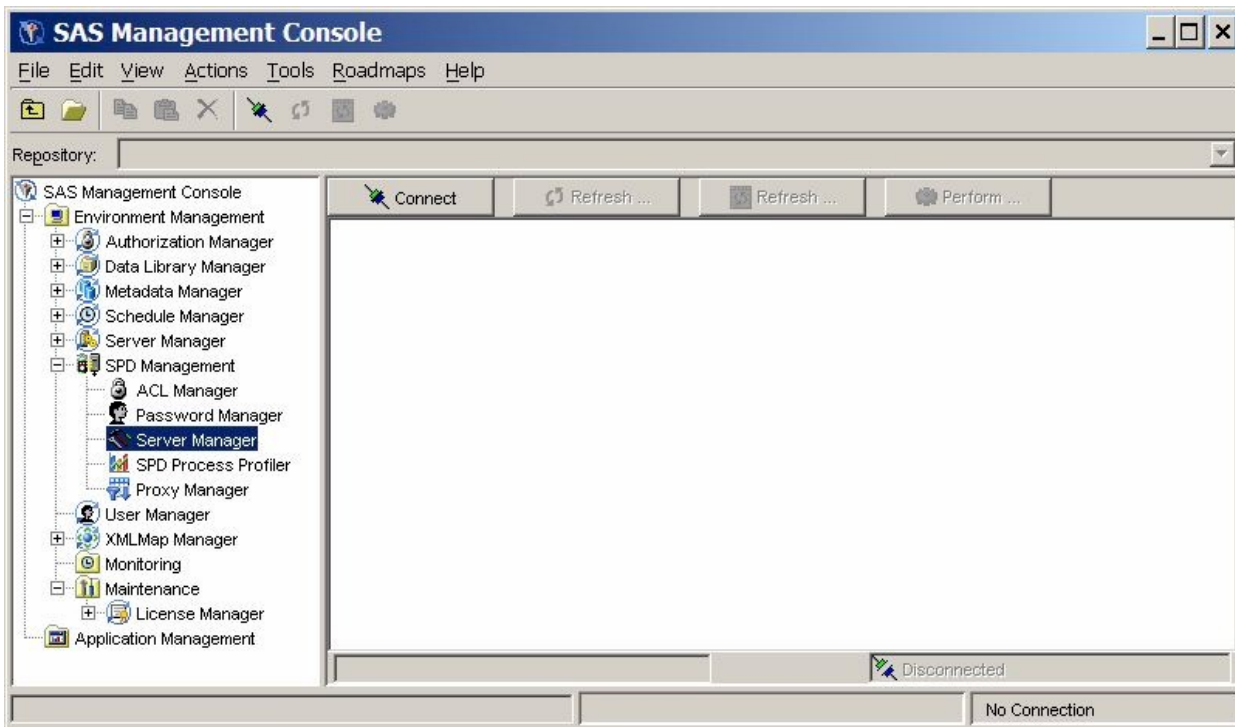 SAS Management Console
File Edit View Actions Tools Roadmaps Help
Repository:
SAS Management Console
Environment Management
Authorization Manager
Data Library Manager
Metadata Manager
Schedule Manager
Server Manager
SPD Management
ACL Manager
Password Manager
Server Manager
SPD Process Profiler
Proxy Manager
User Manager
XMLMap Manager
Monitoring
Maintenance
License Manager
Application Management
Connect Refresh ... Refresh ... Perform ...
Disconnected
No Connection